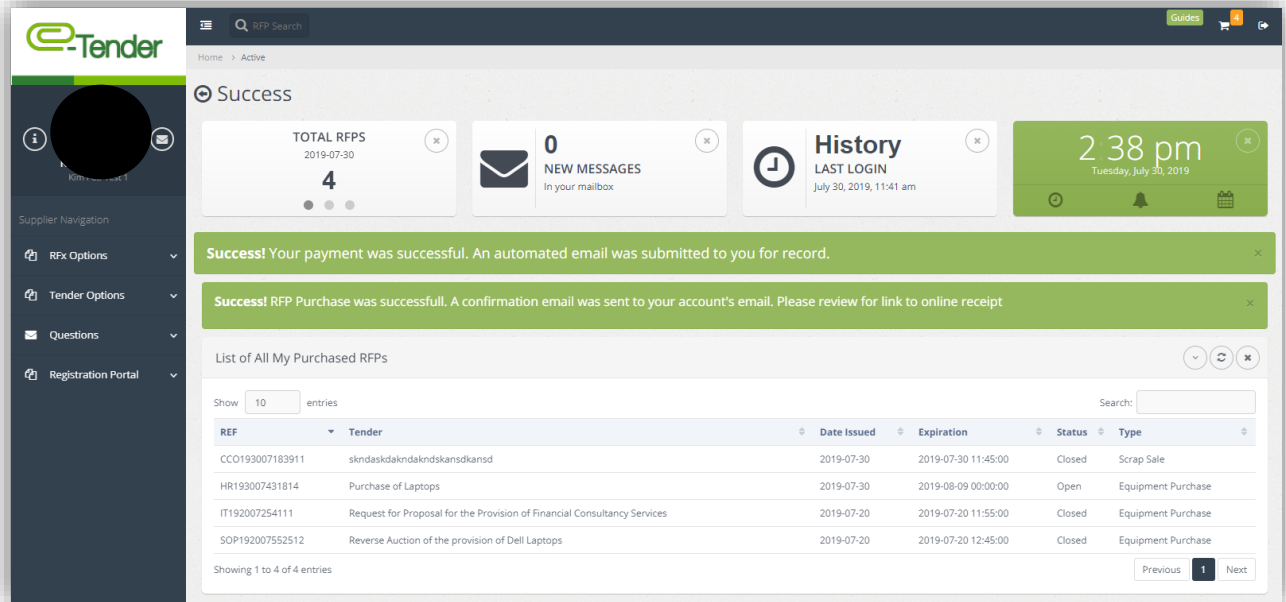 e-Tender
RFP Search
Guides
4
Home > Active
Success
TOTAL RFPS
2019-07-30
4
0
NEW MESSAGES
In your mailbox
History
LAST LOGIN
July 30, 2019, 11:41 am
2:38 pm
Tuesday, July 30, 2019
Supplier Navigation
RFx Options
Tender Options
Questions
Registration Portal
Success! Your payment was successful. An automated email was submitted to you for record.
Success! RFP Purchase was successfull. A confirmation email was sent to your account's email. Please review for link to online receipt
List of All My Purchased RFPs
Show 10 entries Search:
REF Tender Date Issued Expiration Status Type
CCO193007183911 skndaskdakndakndskansdkansd 2019-07-30 2019-07-30 11:45:00 Closed Scrap Sale
HR193007431814 Purchase of Laptops 2019-07-30 2019-08-09 00:00:00 Open Equipment Purchase
IT192007254111 Request for Proposal for the Provision of Financial Consultancy Services 2019-07-20 2019-07-20 11:55:00 Closed Equipment Purchase
SOP192007552512 Reverse Auction of the provision of Dell Laptops 2019-07-20 2019-07-20 12:45:00 Closed Equipment Purchase
Showing 1 to 4 of 4 entries Previous 1 Next